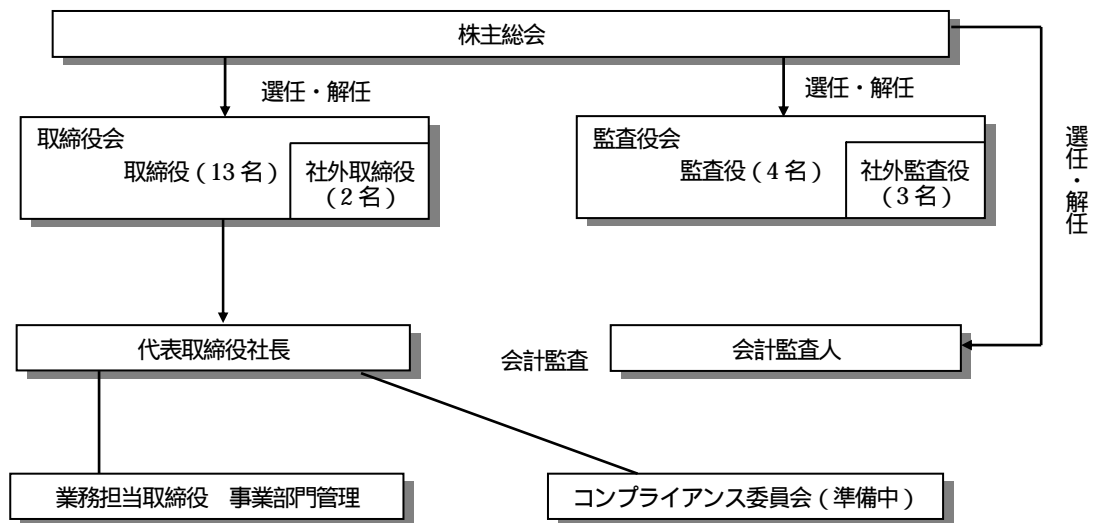 株主総会
選任・解任
選任・解任
取締役会
取締役(13名)
社外取締役
(2名)
監査役会
監査役(4名)
社外監査役
(3名)
選任・解任
代表取締役社長
会計監査
会計監査人
業務担当取締役 事業部門管理
コンプライアンス委員会(準備中)